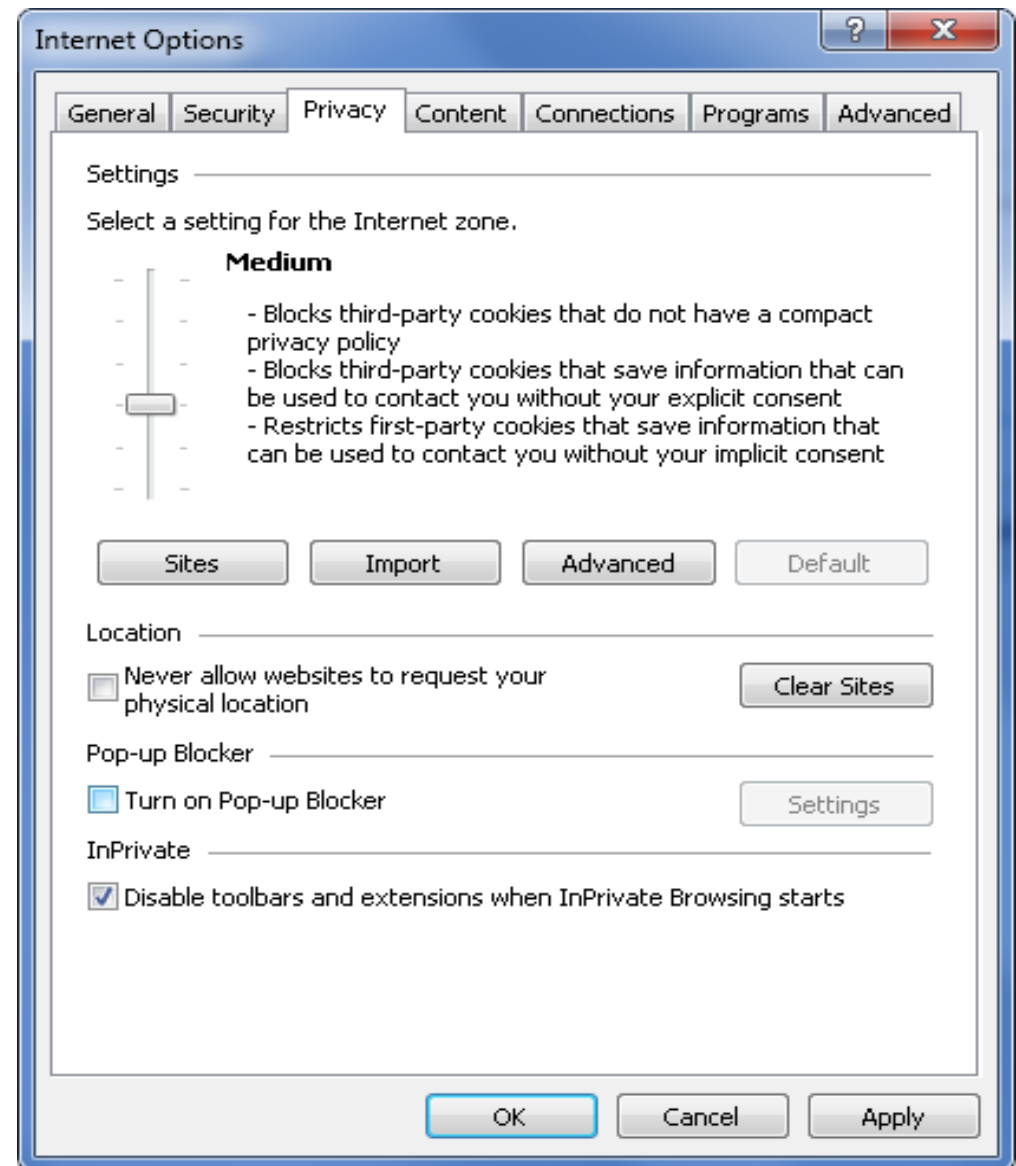 Internet Options
?
X
General Security Privacy Content Connections Programs Advanced
Settings
Select a setting for the Internet zone.
Medium
- Blocks third-party cookies that do not have a compact
privacy policy
- Blocks third-party cookies that save information that can
be used to contact you without your explicit consent
- Restricts first-party cookies that save information that
can be used to contact you without your implicit consent
Sites Import Advanced Default
Location
Never allow websites to request your
physical location
Clear Sites
Pop-up Blocker
Turn on Pop-up Blocker
Settings
InPrivate
Disable toolbars and extensions when InPrivate Browsing starts
OK Cancel Apply